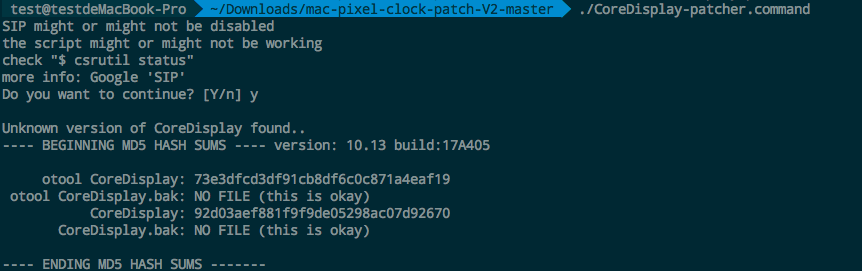 test@testdeMacBook-Pro ~/Downloads/mac-pixel-clock-patch-V2-master ./CoreDisplay-patcher.command
SIP might or might not be disabled
the script might or might not be working
check "$ csrutil status"
more info: Google 'SIP'
Do you want to continue? [Y/n] y
Unknown version of CoreDisplay found..
---- BEGINNING MD5 HASH SUMS ---- version: 10.13 build:17A405
otool CoreDisplay: 73e3dfcd3df91cb8df6c0c871a4eaf19
otool CoreDisplay.bak: NO FILE (this is okay)
CoreDisplay: 92d03aef881f9f9de05298ac07d92670
CoreDisplay.bak: NO FILE (this is okay)
---- ENDING MD5 HASH SUMS -------